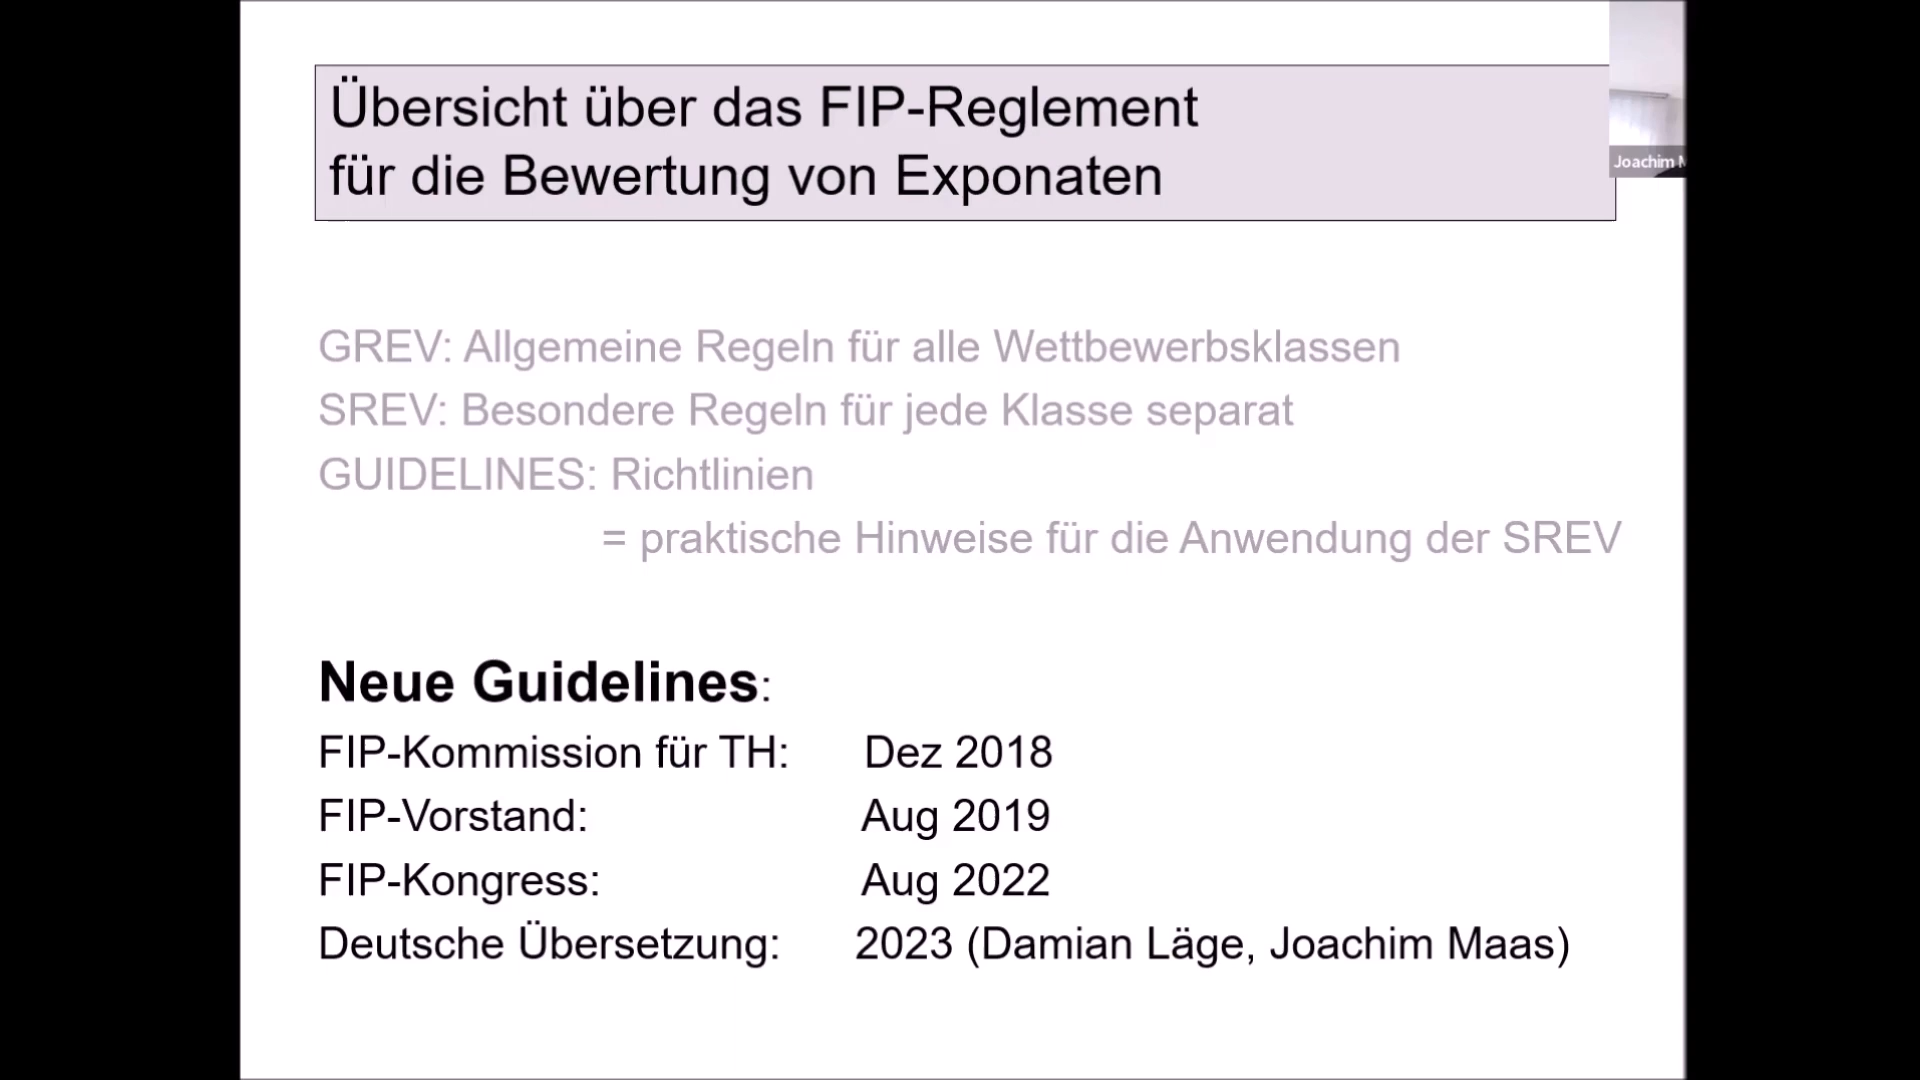 Übersicht über das FIP-Reglement
für die Bewertung von Exponaten
Joachim M
GREV: Allgemeine Regeln für alle Wettbewerbsklassen
SREV: Besondere Regeln für jede Klasse separat
GUIDELINES: Richtlinien
= praktische Hinweise für die Anwendung der SREV
Neue Guidelines:
FIP-Kommission für TH: Dez 2018
FIP-Vorstand: Aug 2019
FIP-Kongress: Aug 2022
Deutsche Übersetzung: 2023 (Damian Läge, Joachim Maas)